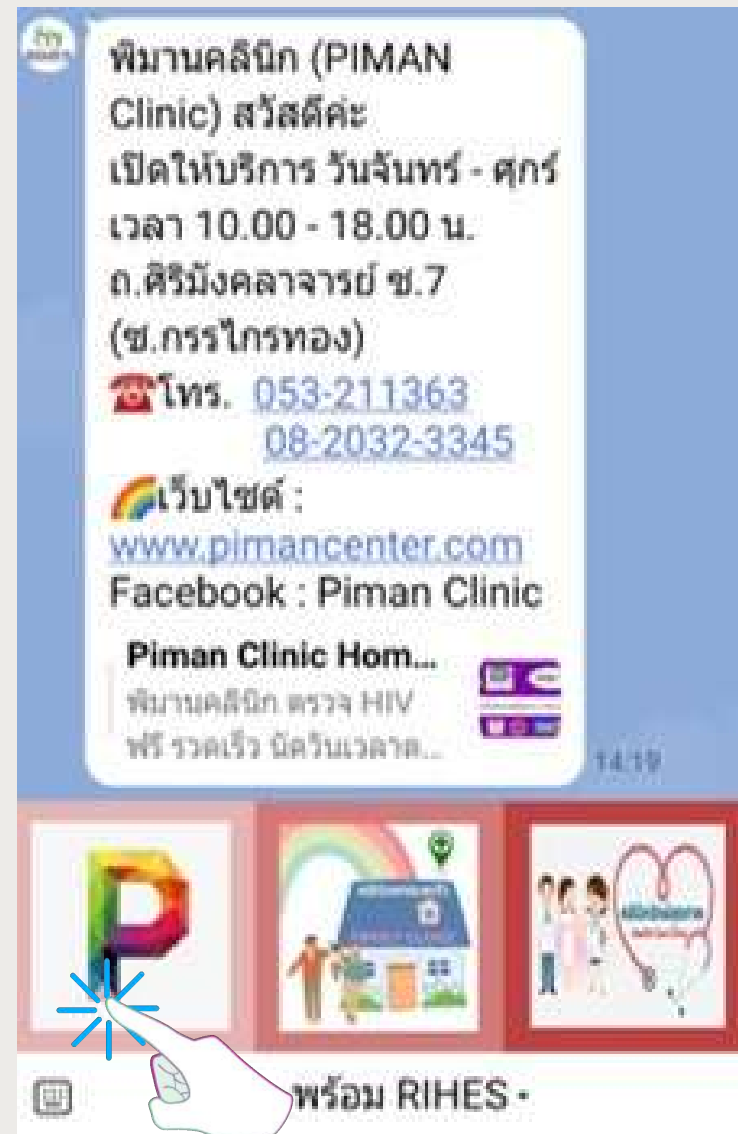 พิมานคลินิก (PIMAN
Clinic) สวัสดีค่ะ
เปิดให้บริการ วันจันทร์ - ศุกร์
เวลา 10.00 - 18.00 น.
ถ.ศิริมังคลาจารย์ ซ.7
(ซ.กรรไกรทอง)
☎️โทร. 053-211363
08-2032-3345
🌈เว็บไซต์ :
www.pimancenter.com
Facebook : Piman Clinic
Piman Clinic Hom...
พิมานคลินิก ตรวจ HIV
ฟรี รวดเร็ว นัดวันเวลาด...
14:19
P
พร้อม RIHES